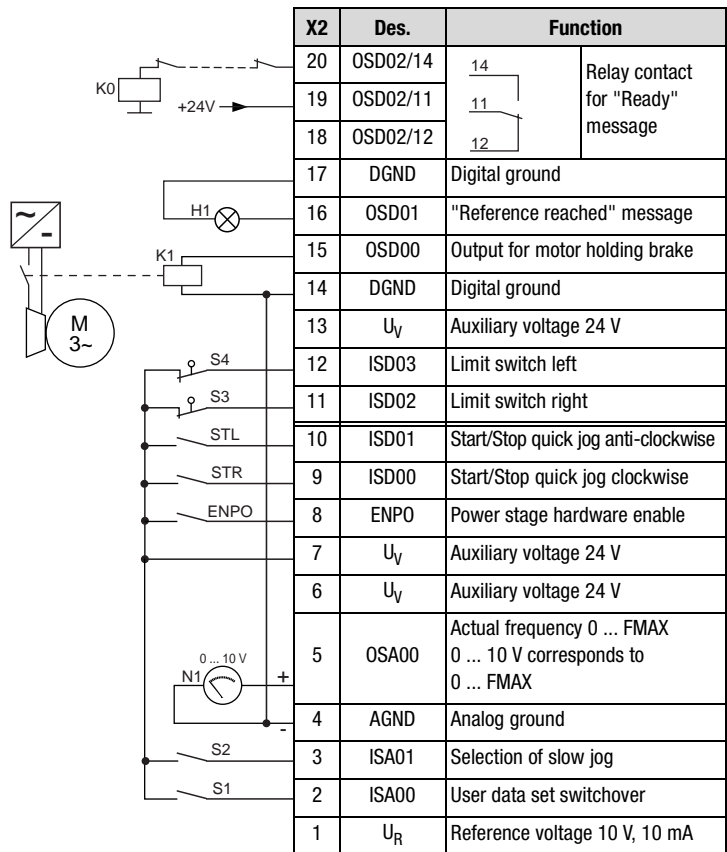 X2 Des. Function
20 OSD02/14 14 Relay contact
K0 +24V 19 OSD02/11 11 for "Ready"
18 OSD02/12 12 message
17 DGND Digital ground
H1 16 OSD01 "Reference reached" message
~
-
K1 15 OSD00 Output for motor holding brake
14 DGND Digital ground
M
3~
13 UV Auxiliary voltage 24 V
S4 12 ISD03 Limit switch left
S3 11 ISD02 Limit switch right
STL 10 ISD01 Start/Stop quick jog anti-clockwise
STR 9 ISD00 Start/Stop quick jog clockwise
ENPO 8 ENPO Power stage hardware enable
7 UV Auxiliary voltage 24 V
6 UV Auxiliary voltage 24 V
Actual frequency 0 ... FMAX
0 ... 10 V 5 OSA00 0 ... 10 V corresponds to
N1 + 0 ... FMAX
- 4 AGND Analog ground
S2 3 ISA01 Selection of slow jog
S1 2 ISA00 User data set switchover
1 UR Reference voltage 10 V, 10 mA